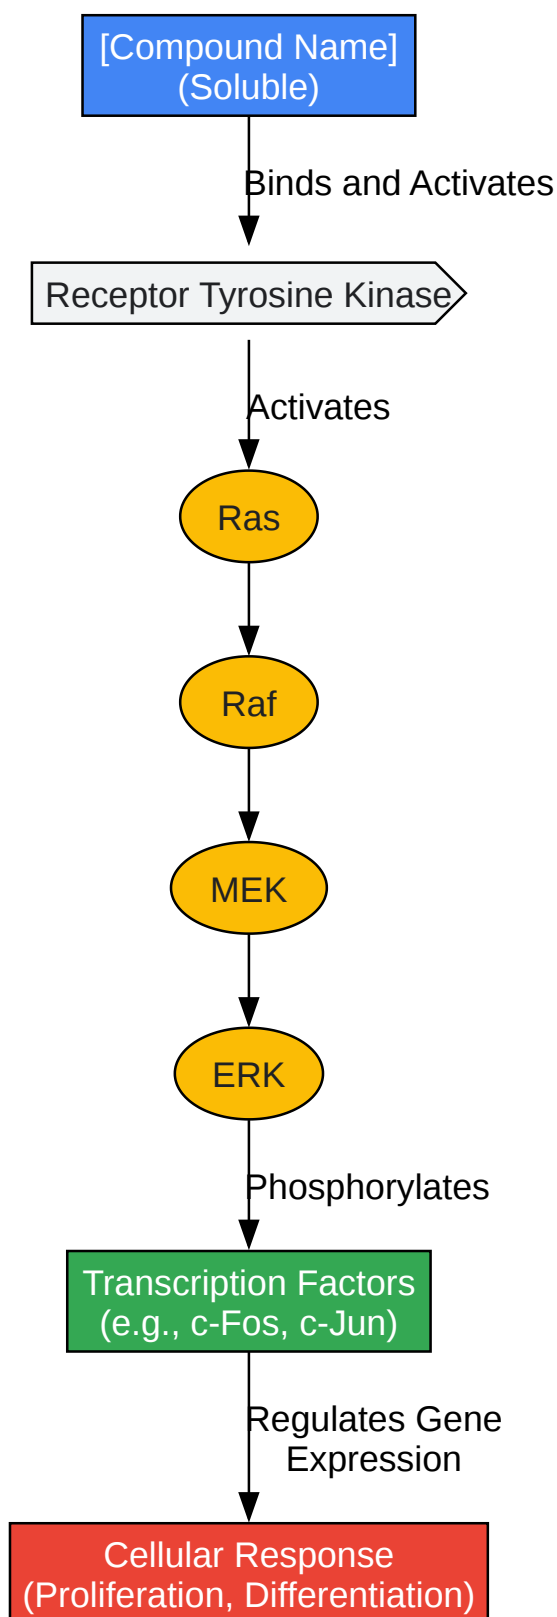 [Compound Name]
(Soluble)
Binds and Activates
Receptor Tyrosine Kinase
Activates
Ras
Raf
MEK
ERK
Phosphorylates
Transcription Factors
(e.g., c-Fos, c-Jun)
Regulates Gene
Expression
Cellular Response
(Proliferation, Differentiation)